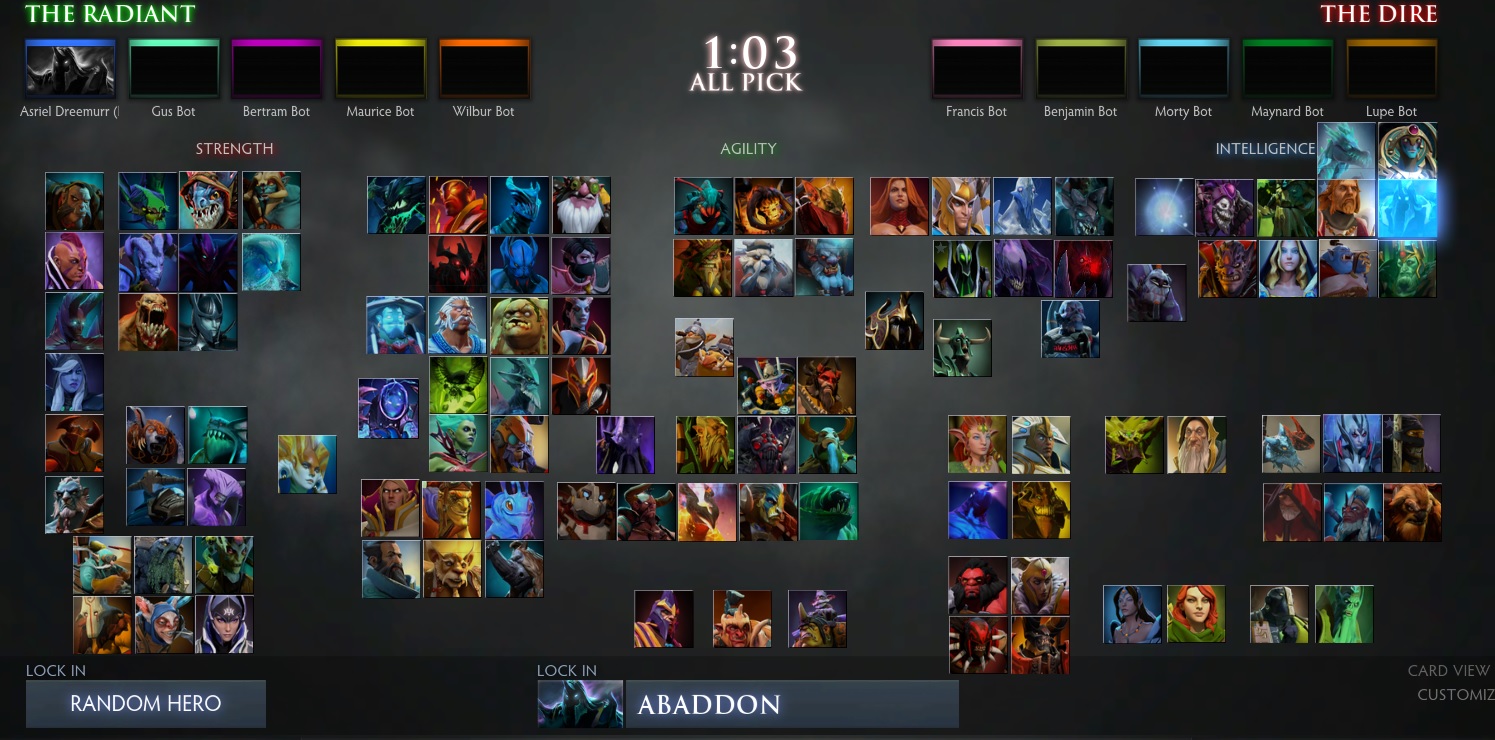 THE RADIANT
THE DIRE
1:03
ALL PICK
Asriel Dreemurr (
Gus Bot
Bertram Bot
Maurice Bot
Wilbur Bot
Francis Bot
Benjamin Bot
Morty Bot
Maynard Bot
Lupe Bot
STRENGTH
AGILITY
INTELLIGENCE
LOCK IN
RANDOM HERO
LOCK IN
ABADDON
CARD VIEW
CUSTOMIZ